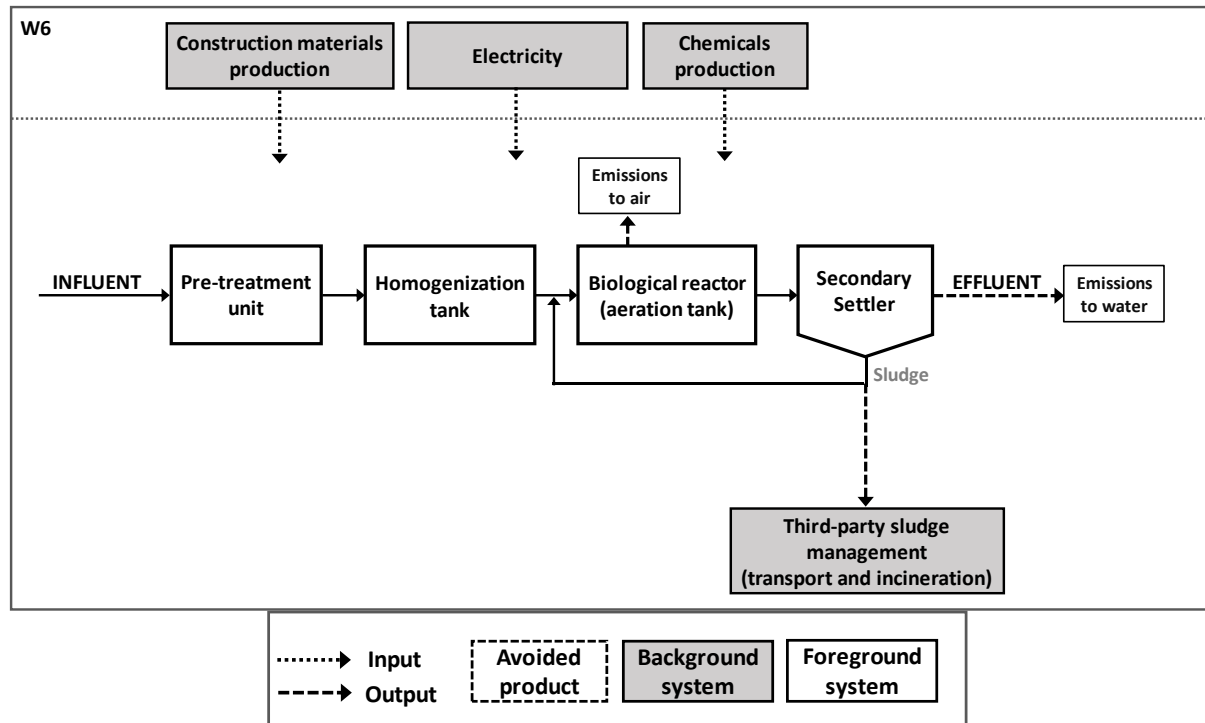 W6
Construction materials
production
Electricity
Chemicals
production
Emissions
to air
INFLUENT
Pre-treatment
unit
Homogenization
tank
Biological reactor
(aeration tank)
Secondary
Settler
EFFLUENT
Emissions
to water
Sludge
Third-party sludge
management
(transport and incineration)
Input
Output
Avoided
product
Background
system
Foreground
system